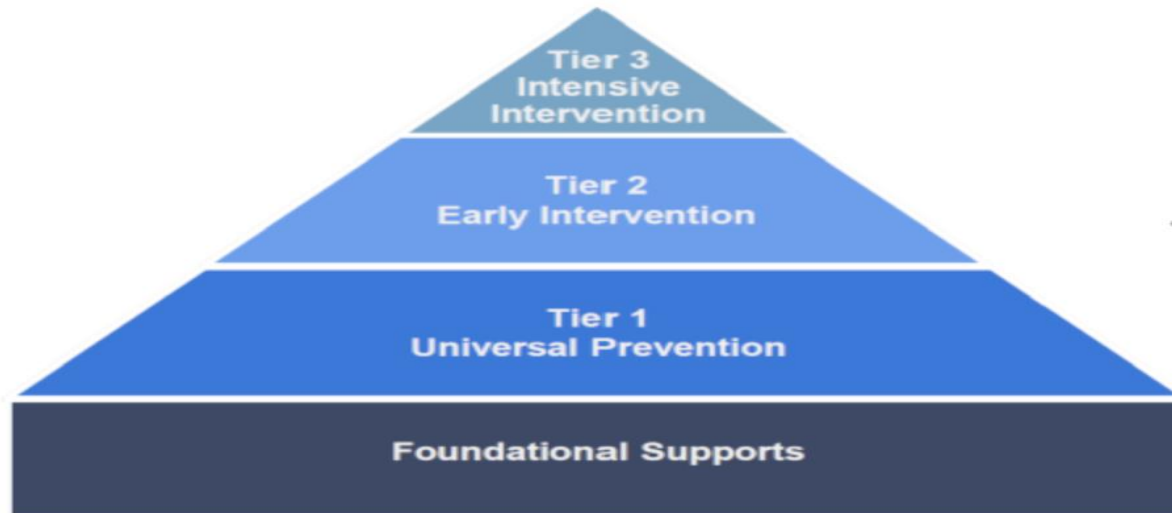 Tier 3
Intensive
Intervention
Tier 2
Early Intervention
Tier 1
Universal Prevention
Foundational Supports